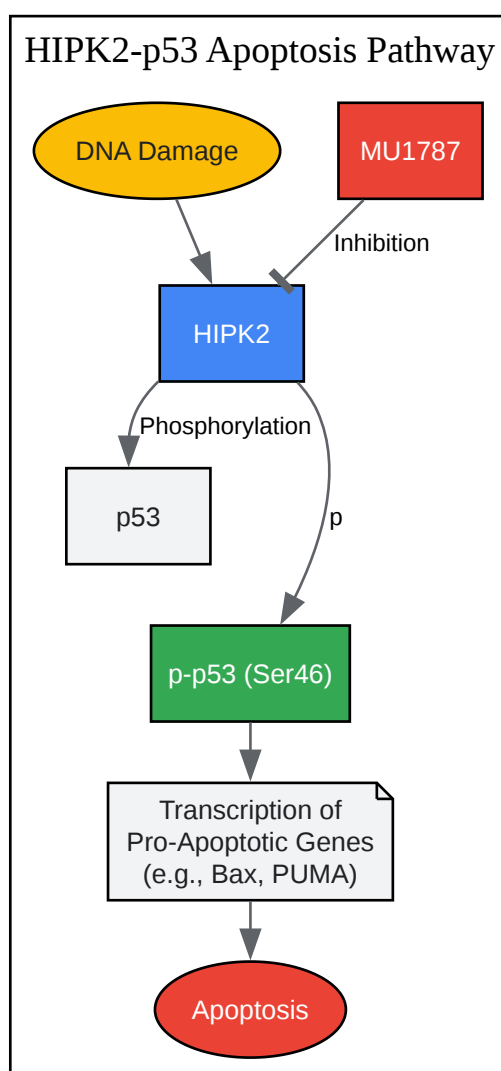 HIPK2-p53 Apoptosis Pathway
DNA Damage
MU1787
Inhibition
HIPK2
Phosphorylation
p53
p
p-p53 (Ser46)
Transcription of
Pro-Apoptotic Genes
(e.g., Bax, PUMA)
Apoptosis